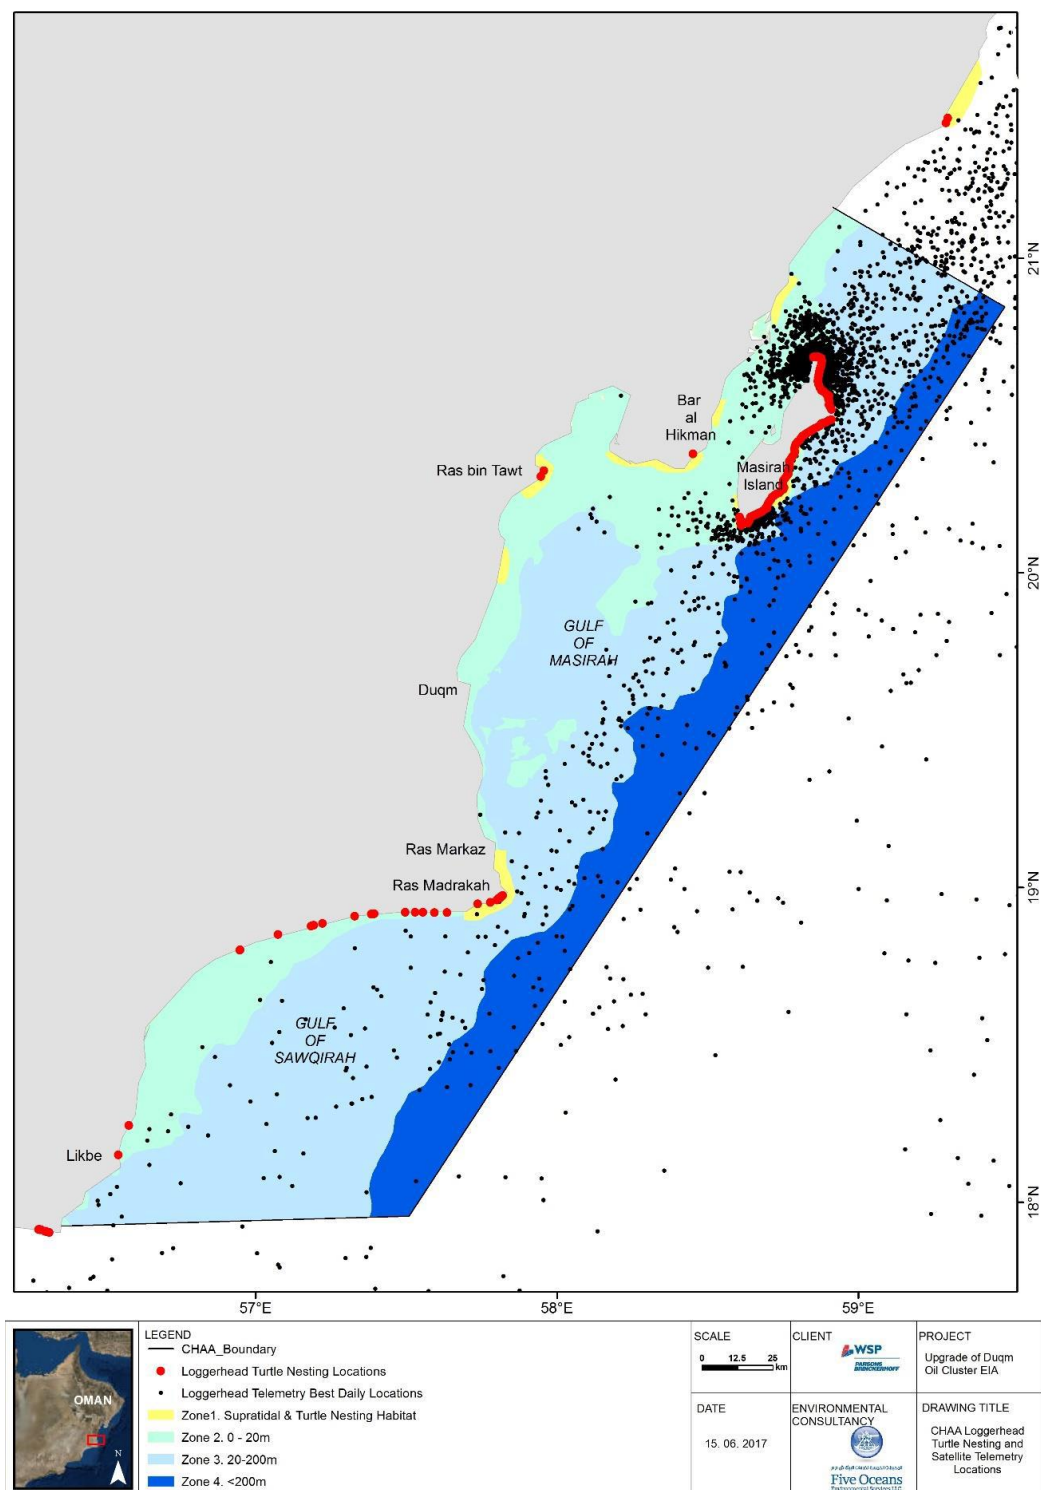 21°N
Bar
al
Hikman
Ras bin Tawt
Masirah
Island
20°N
GULF
OF
MASIRAH
Duqm
Ras Markaz
Ras Madrakah
19°N
GULF
OF
SAWQIRAH
Likbe
18°N
57°E
58°E
59°E
OMAN
N
LEGEND
CHAA_Boundary
Loggerhead Turtle Nesting Locations
Loggerhead Telemetry Best Daily Locations
Zone1. Supratidal & Turtle Nesting Habitat
Zone 2. 0 - 20m
Zone 3. 20-200m
Zone 4. <200m
SCALE
0 12.5 25
km
CLIENT
WSP
PARSONS
BRINCKERHOFF
PROJECT
Upgrade of Duqm
Oil Cluster EIA
DATE
15. 06. 2017
ENVIRONMENTAL
CONSULTANCY
Five Oceans
Environmental Services LLC
DRAWING TITLE
CHAA Loggerhead
Turtle Nesting and
Satellite Telemetry
Locations